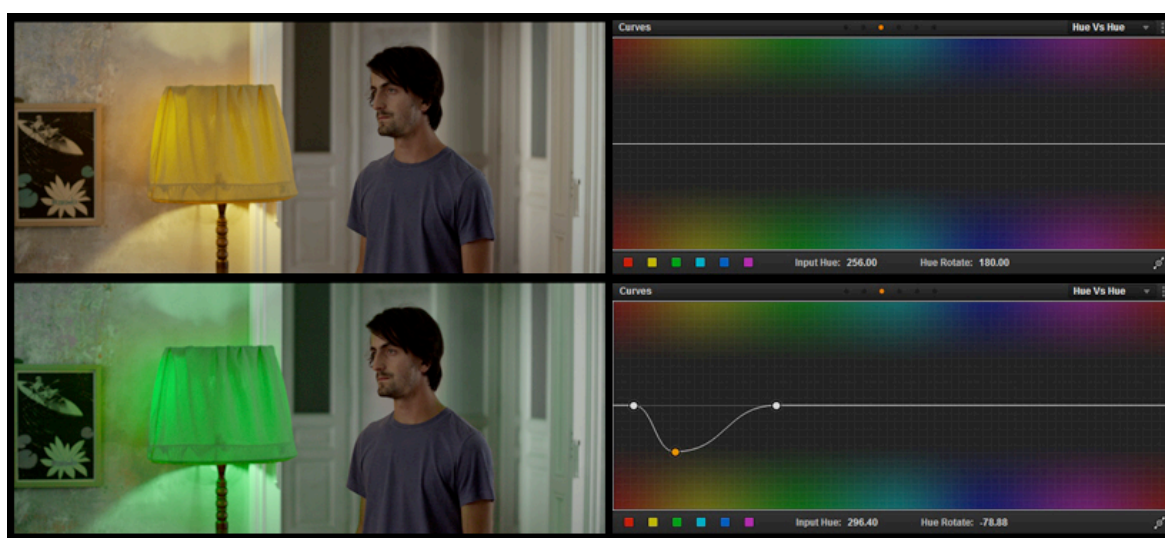 Curves Hue Vs Hue
Input Hue: 256.00 Hue Rotate: 180.00
Curves Hue Vs Hue
Input Hue: 296.40 Hue Rotate: -78.88